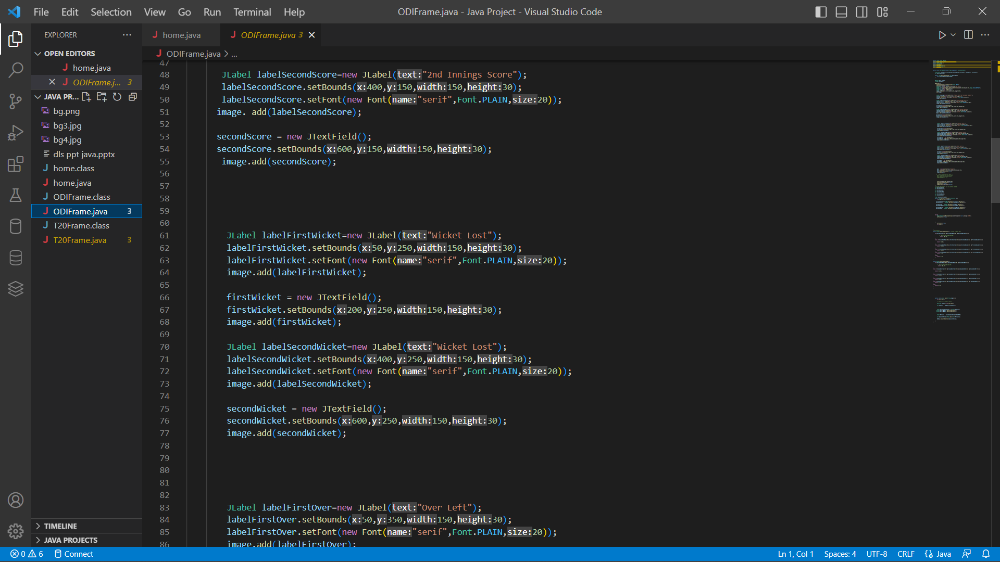 File Edit Selection View Go Run Terminal Help
ODIFrame.java - Java Project - Visual Studio Code
EXPLORER
OPEN EDITORS
home.java
ODIFrame.j... 3
JAVA PR...
bg.png
bg3.jpg
bg4.jpg
dls ppt java.pptx
home.class
home.java
ODIFrame.class
ODIFrame.java 3
T20Frame.class
T20Frame.java 3
TIMELINE
JAVA PROJECTS
home.java ODIFrame.java 3
ODIFrame.java > ...
47
48 JLabel labelSecondScore=new JLabel(text:"2nd Innings Score");
49 labelSecondScore.setBounds(x:400,y:150,width:150,height:30);
50 labelSecondScore.setFont(new Font(name:"serif",Font.PLAIN,size:20));
51 image. add(labelSecondScore);
52
53 secondScore = new JTextField();
54 secondScore.setBounds(x:600,y:150,width:150,height:30);
55 image.add(secondScore);
56
57
58
59
60
61 JLabel labelFirstWicket=new JLabel(text:"Wicket Lost");
62 labelFirstWicket.setBounds(x:50,y:250,width:150,height:30);
63 labelFirstWicket.setFont(new Font(name:"serif",Font.PLAIN,size:20));
64 image.add(labelFirstWicket);
65
66 firstWicket = new JTextField();
67 firstWicket.setBounds(x:200,y:250,width:150,height:30);
68 image.add(firstWicket);
69
70 JLabel labelSecondWicket=new JLabel(text:"Wicket Lost");
71 labelSecondWicket.setBounds(x:400,y:250,width:150,height:30);
72 labelSecondWicket.setFont(new Font(name:"serif",Font.PLAIN,size:20));
73 image.add(labelSecondWicket);
74
75 secondWicket = new JTextField();
76 secondWicket.setBounds(x:600,y:250,width:150,height:30);
77 image.add(secondWicket);
78
79
80
81
82
83 JLabel labelFirstOver=new JLabel(text:"Over Left");
84 labelFirstOver.setBounds(x:50,y:350,width:150,height:30);
85 labelFirstOver.setFont(new Font(name:"serif",Font.PLAIN,size:20));
86 image.add(labelFirstOver);
0 6 Connect
Ln 1, Col 1 Spaces: 4 UTF-8 CRLF Java